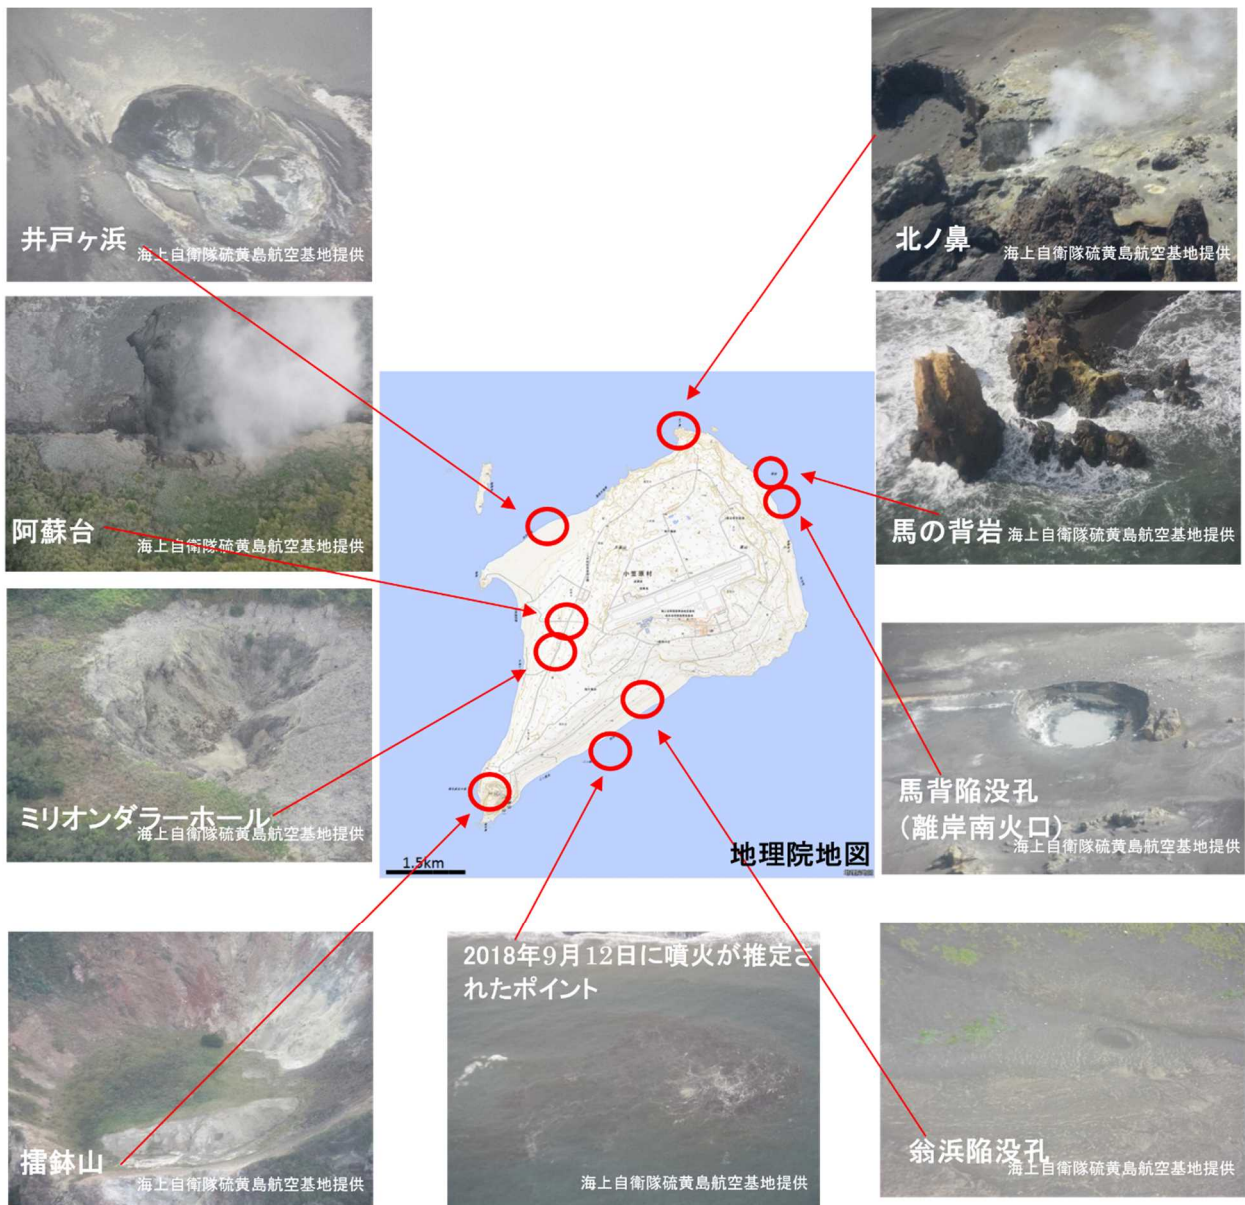 井戸ヶ浜
海上自衛隊硫黄島航空基地提供
北ノ鼻
海上自衛隊硫黄島航空基地提供
阿蘇台
海上自衛隊硫黄島航空基地提供
馬の背岩
海上自衛隊硫黄島航空基地提供
小笠原村
ミリオンダラーホール
海上自衛隊硫黄島航空基地提供
馬背陥没孔
（離岸南火口）
海上自衛隊硫黄島航空基地提供
1.5km
地理院地図
擂鉢山
海上自衛隊硫黄島航空基地提供
2018年9月12日に噴火が推定さ
れたポイント
海上自衛隊硫黄島航空基地提供
翁浜陥没孔
海上自衛隊硫黄島航空基地提供